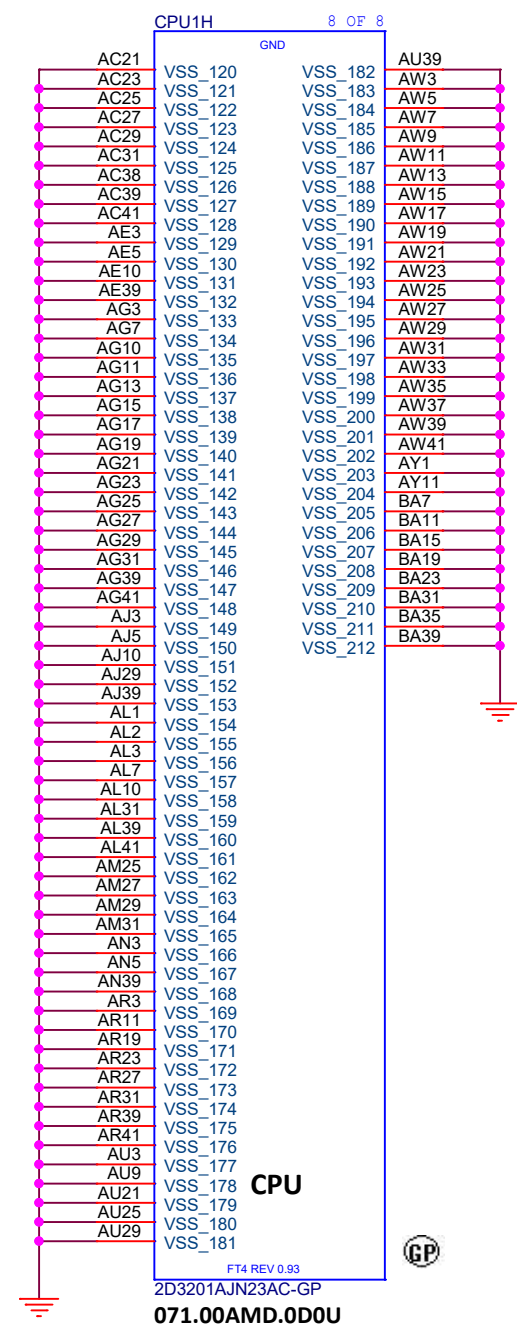 CPU1H 8 OF 8
GND
AC21 VSS_120 VSS_182 AU39
AC23 VSS_121 VSS_183 AW3
AC25 VSS_122 VSS_184 AW5
AC27 VSS_123 VSS_185 AW7
AC29 VSS_124 VSS_186 AW9
AC31 VSS_125 VSS_187 AW11
AC38 VSS_126 VSS_188 AW13
AC39 VSS_127 VSS_189 AW15
AC41 VSS_128 VSS_190 AW17
AE3 VSS_129 VSS_191 AW19
AE5 VSS_130 VSS_192 AW21
AE10 VSS_131 VSS_193 AW23
AE39 VSS_132 VSS_194 AW25
AG3 VSS_133 VSS_195 AW27
AG7 VSS_134 VSS_196 AW29
AG10 VSS_135 VSS_197 AW31
AG11 VSS_136 VSS_198 AW33
AG13 VSS_137 VSS_199 AW35
AG15 VSS_138 VSS_200 AW37
AG17 VSS_139 VSS_201 AW39
AG19 VSS_140 VSS_202 AW41
AG21 VSS_141 VSS_203 AY1
AG23 VSS_142 VSS_204 AY11
AG25 VSS_143 VSS_205 BA7
AG27 VSS_144 VSS_206 BA11
AG29 VSS_145 VSS_207 BA15
AG31 VSS_146 VSS_208 BA19
AG39 VSS_147 VSS_209 BA23
AG41 VSS_148 VSS_210 BA31
AJ3 VSS_149 VSS_211 BA35
AJ5 VSS_150 VSS_212 BA39
AJ10 VSS_151
AJ29 VSS_152
AJ39 VSS_153
AL1 VSS_154
AL2 VSS_155
AL3 VSS_156
AL7 VSS_157
AL10 VSS_158
AL31 VSS_159
AL39 VSS_160
AL41 VSS_161
AM25 VSS_162
AM27 VSS_163
AM29 VSS_164
AM31 VSS_165
AN3 VSS_166
AN5 VSS_167
AN39 VSS_168
AR3 VSS_169
AR11 VSS_170
AR19 VSS_171
AR23 VSS_172
AR27 VSS_173
AR31 VSS_174
AR39 VSS_175
AR41 VSS_176
AU3 VSS_177
AU9 VSS_178 CPU
AU21 VSS_179
AU25 VSS_180
AU29 VSS_181
GP
FT4 REV 0.93
2D3201AJN23AC-GP
071.00AMD.0D0U